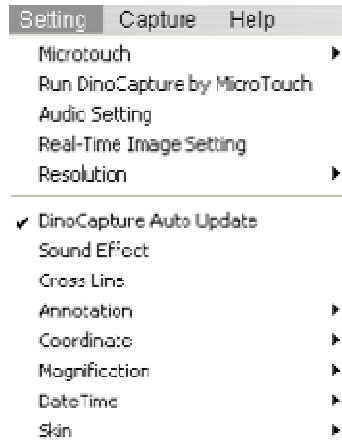 Setting Capture Help
Microtouch
Run DinoCapture by MicroTouch
Audio Setting
Real-Time Image Setting
Resolution
DinoCapture Auto Update
Sound Effect
Cross Line
Annotation
Coordinate
Magnification
DateTime
Skin